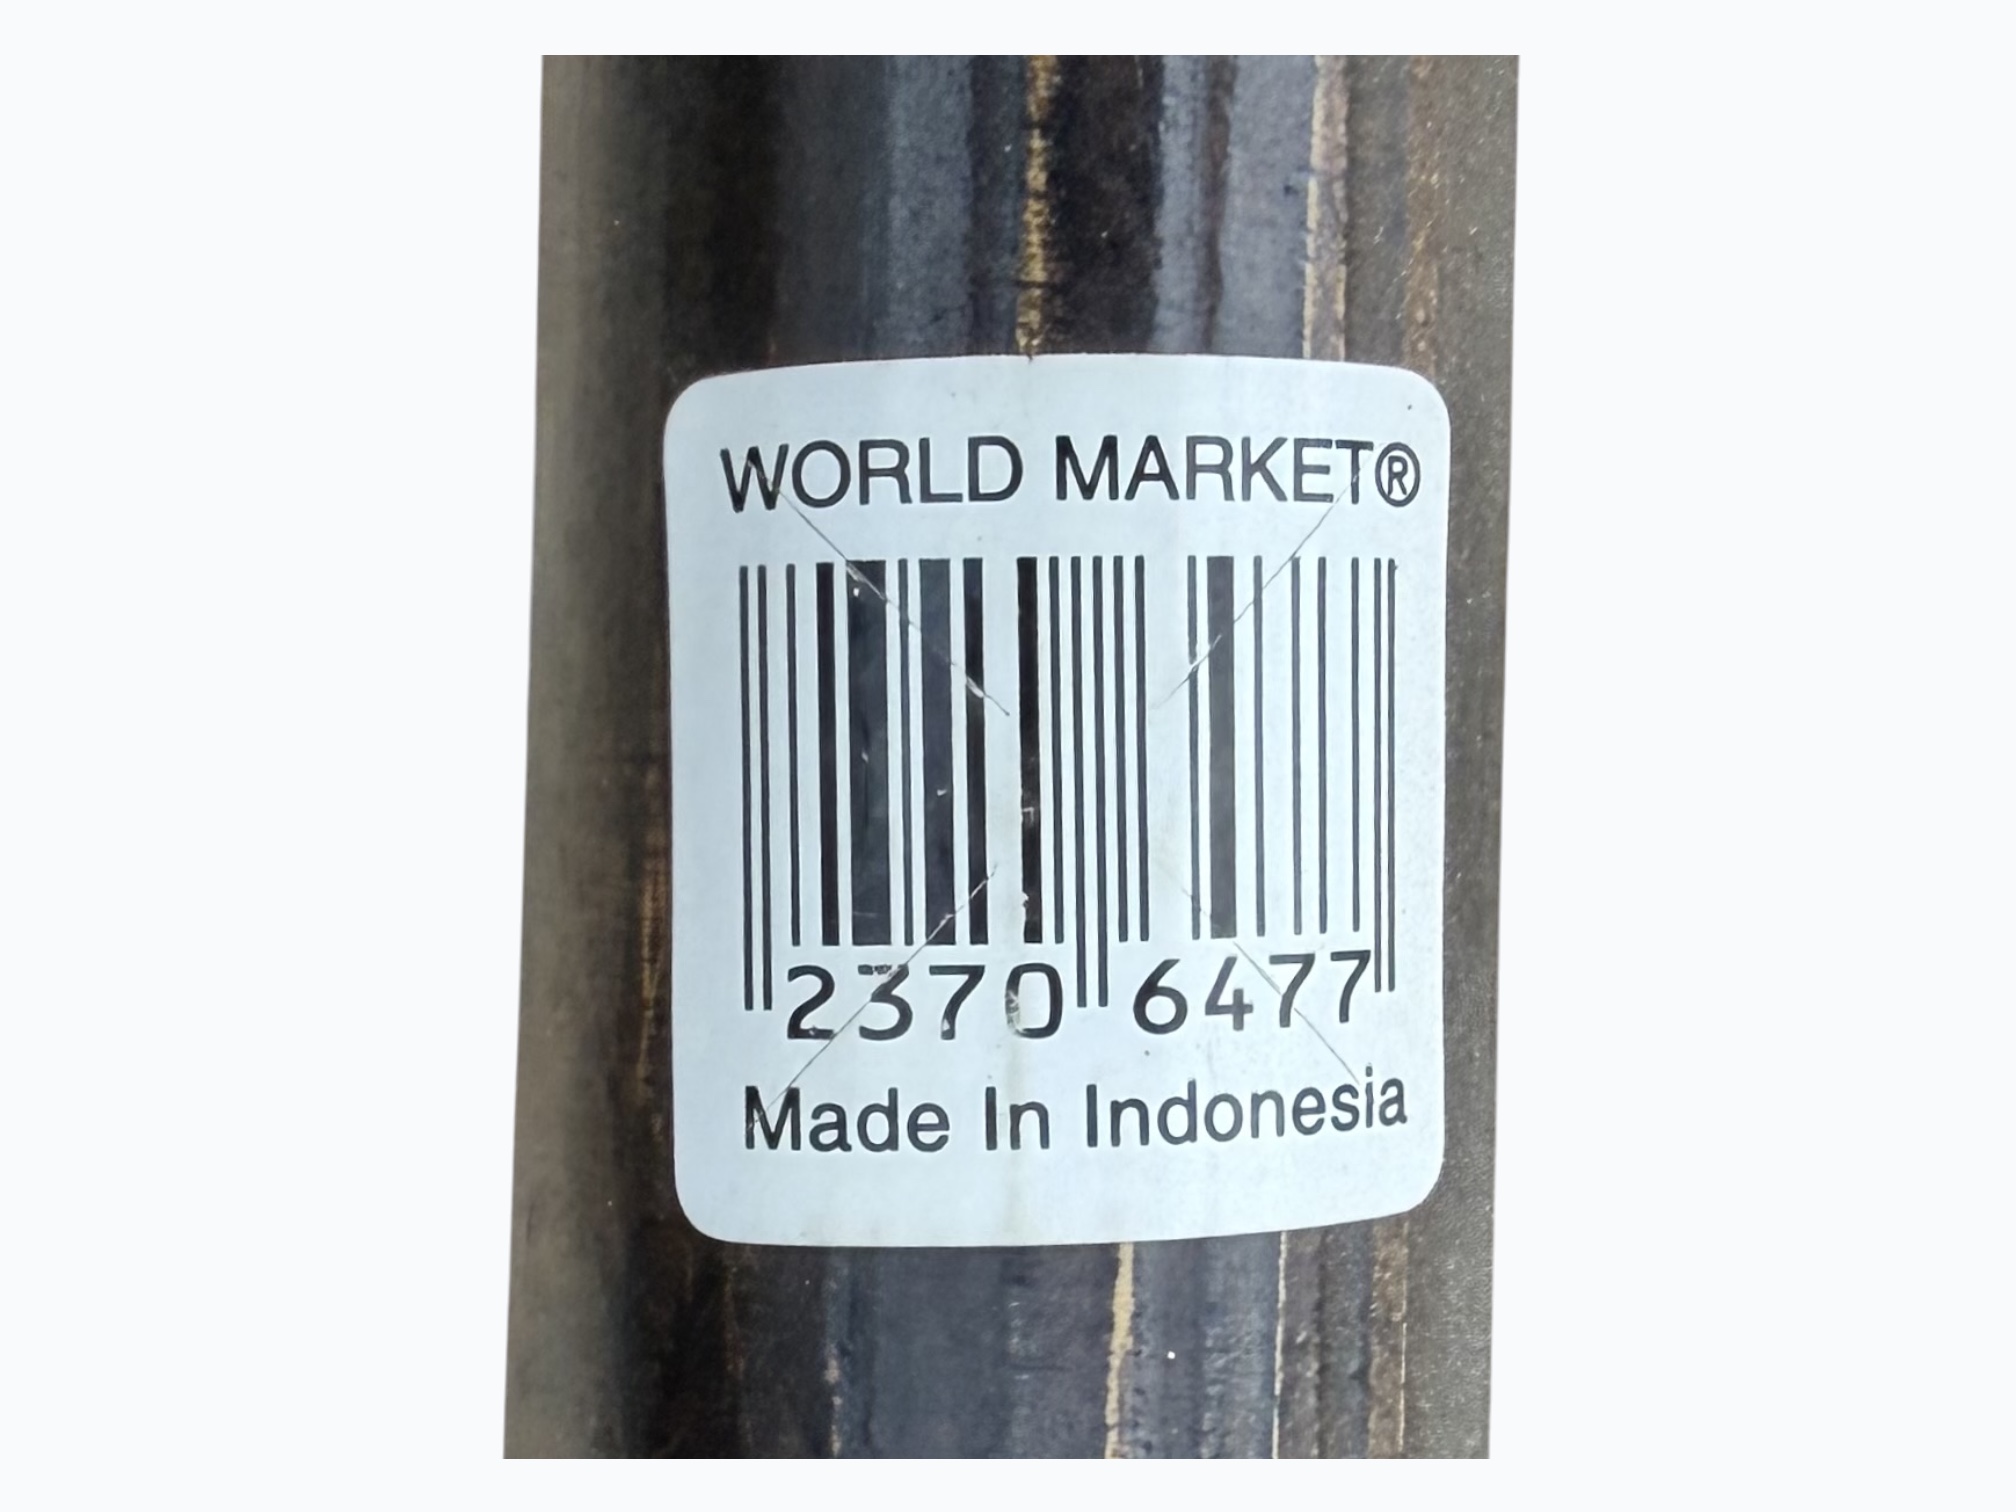 WORLD MARKET®
2370 6477
Made In Indonesia